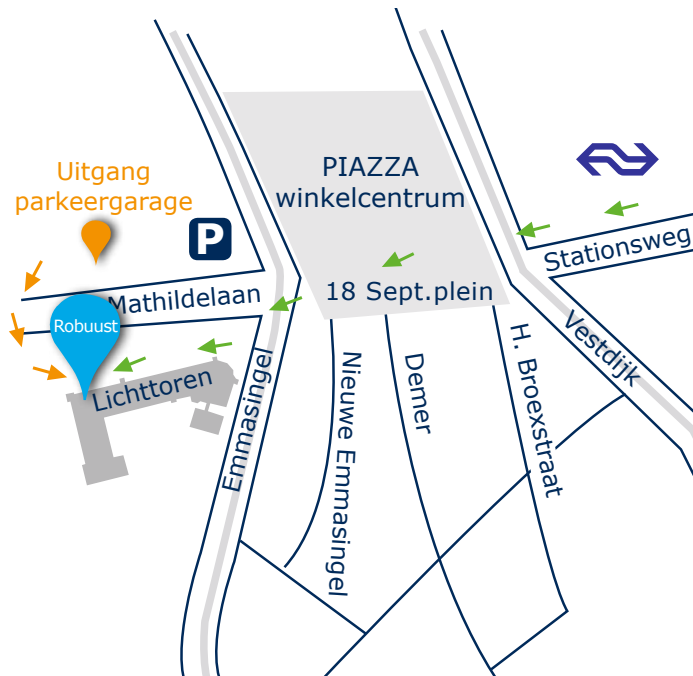 PIAZZA
winkelcentrum
Uitgang
parkeergarage
P
Stationsweg
Mathildelaan
18 Sept.plein
Robuust
Vestdijk
Lichttoren
Emmasingel
Nieuwe Emmasingel
Demer
H. Broexstraat